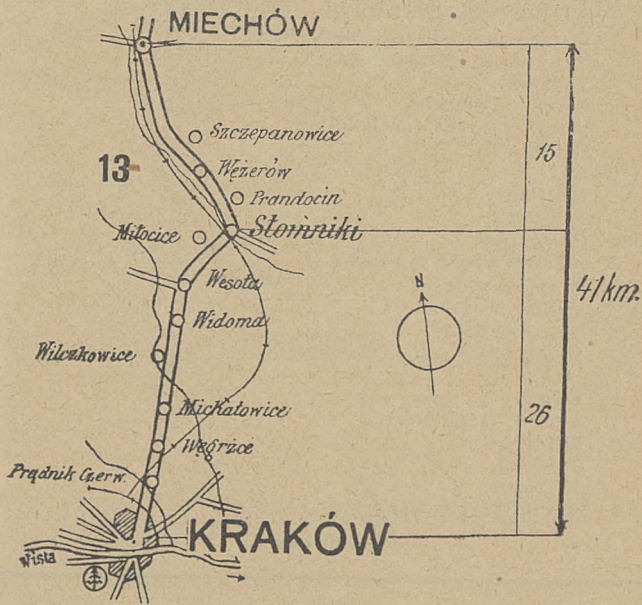 MIECHÓW
Szczepanowice
15
13
Wężerów
Prandocin
Miłocice
Słomniki
N
41 km.
Wesoła
Widoma
Wilczkowice
Michałowice
26
Węgrzce
Prądnik Czerw.
KRAKÓW
Wisła